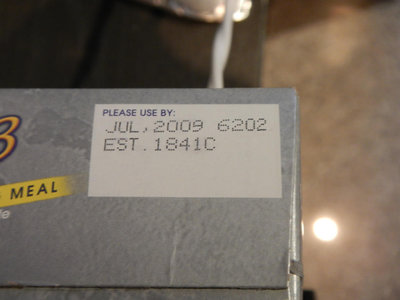 PLEASE USE BY:
JUL,2009 6202
EST.1841C
MEAL